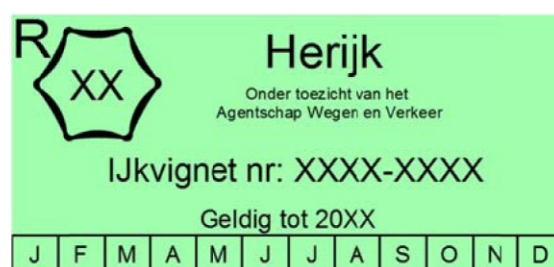 R
XX
Herijk
Onder toezicht van het
Agentschap Wegen en Verkeer
IJkvignet nr: XXXX-XXXX
Geldig tot 20XX
J F M A M J J A S O N D